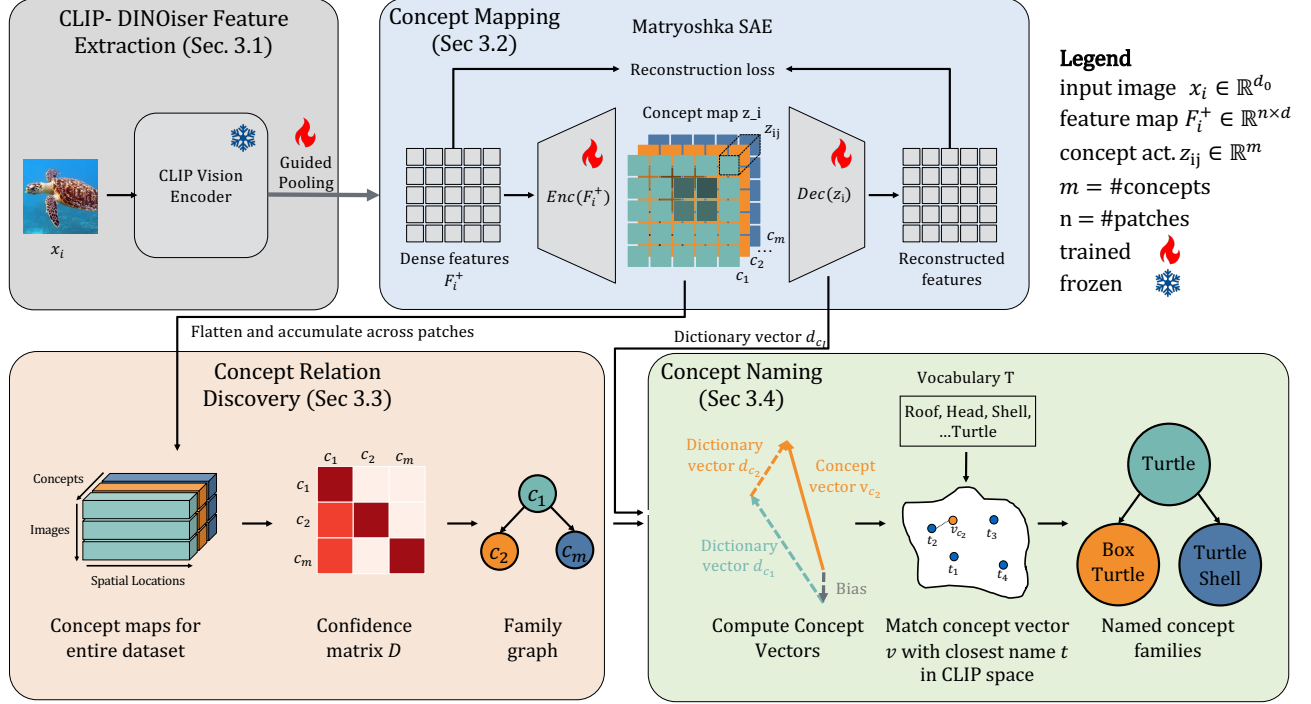 CLIP- DINOiser Feature
Extraction (Sec. 3.1)
CLIP Vision
Encoder
Guided
Pooling
x_i
Concept Mapping
(Sec 3.2)
Matryoshka SAE
Reconstruction loss
Concept map z_i
z_ij
Enc(F_i^+)
Dec(z_i)
c_m
...
c_2
c_1
Dense features
F_i^+
Reconstructed
features
Legend
input image x_i ∈ ℝ^{d_0}
feature map F_i^+ ∈ ℝ^{n×d}
concept act. z_ij ∈ ℝ^m
m = #concepts
n = #patches
trained
frozen
Flatten and accumulate across patches
Dictionary vector d_{c_i}
Concept Relation
Discovery (Sec 3.3)
Concepts
Images
Spatial Locations
c_1 c_2 c_m
c_1
c_2
c_m
c_1
c_2 c_m
Concept maps for
entire dataset
Confidence
matrix D
Family
graph
Concept Naming
(Sec 3.4)
Dictionary
vector d_{c_2}
Concept
vector v_{c_2}
Dictionary
vector d_{c_1}
Bias
Vocabulary T
Roof, Head, Shell,
...Turtle
t_2 v_{c_2} t_3
t_1 t_4
Turtle
Box
Turtle
Turtle
Shell
Compute Concept
Vectors
Match concept vector
v with closest name t
in CLIP space
Named concept
families